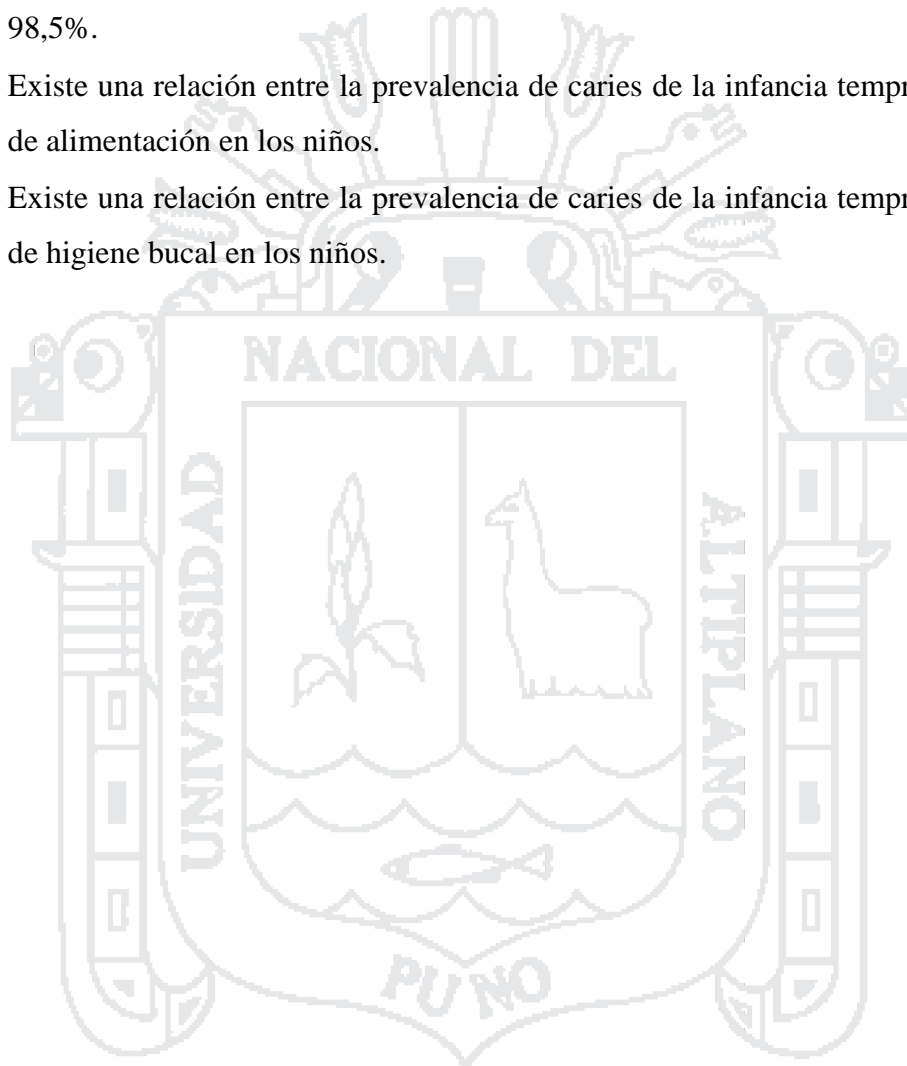 98,5%.
Existe una relación entre la prevalencia de caries de la infancia
de alimentación en los niños.
Existe una relación entre la prevalencia de caries de la infancia
de higiene bucal en los niños.
UNIVERSIDAD
NACIONAL DEL
ALTIPLANO
PUNO